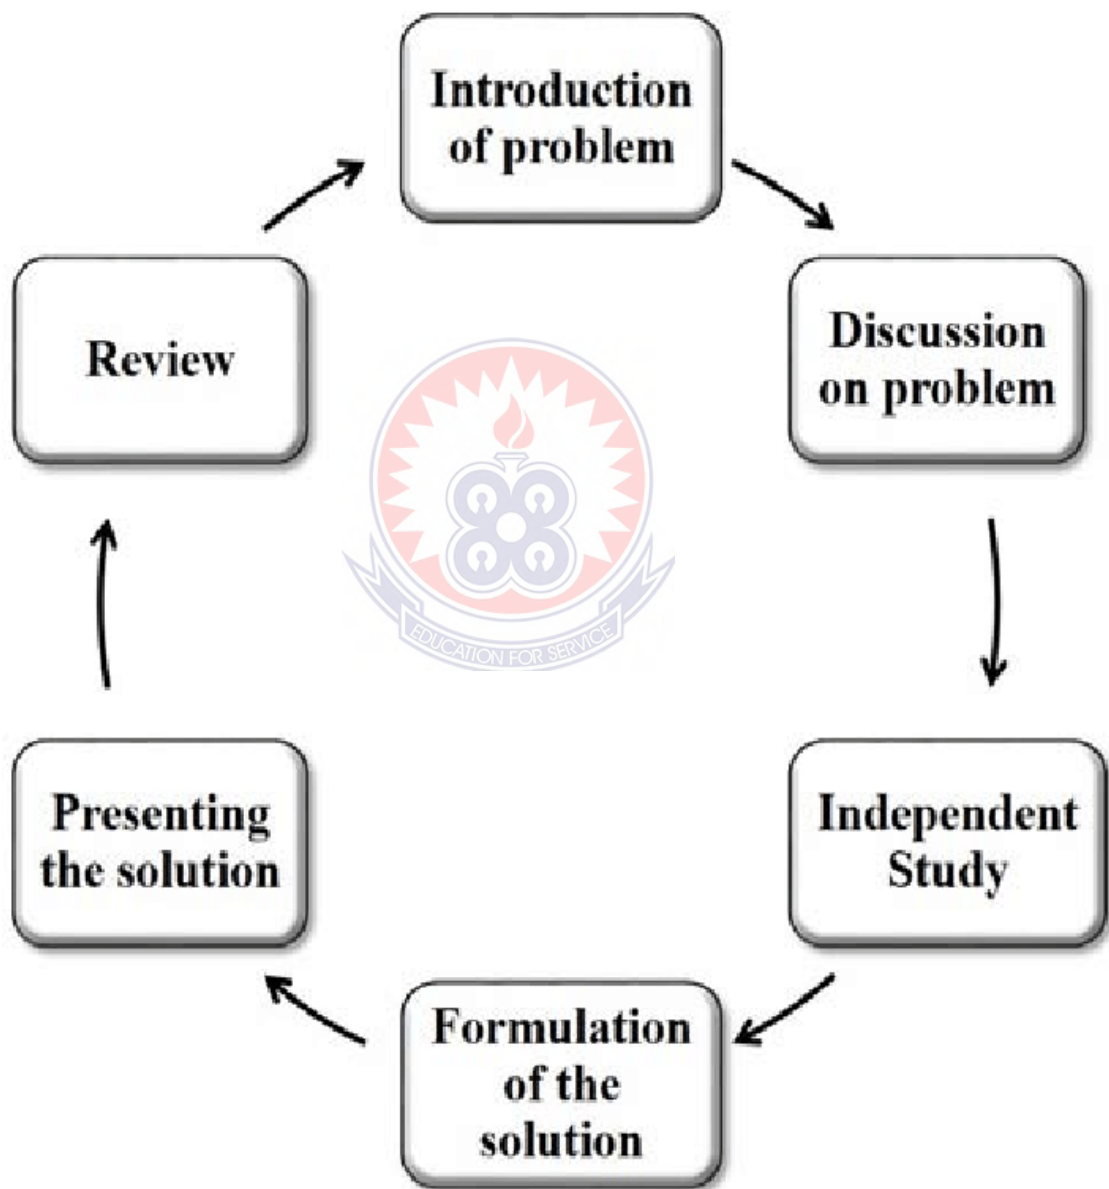 Introduction
of problem
Discussion
on problem
Independent
Study
Formulation
of the
solution
Presenting
the solution
Review
EDUCATION FOR SERVICE